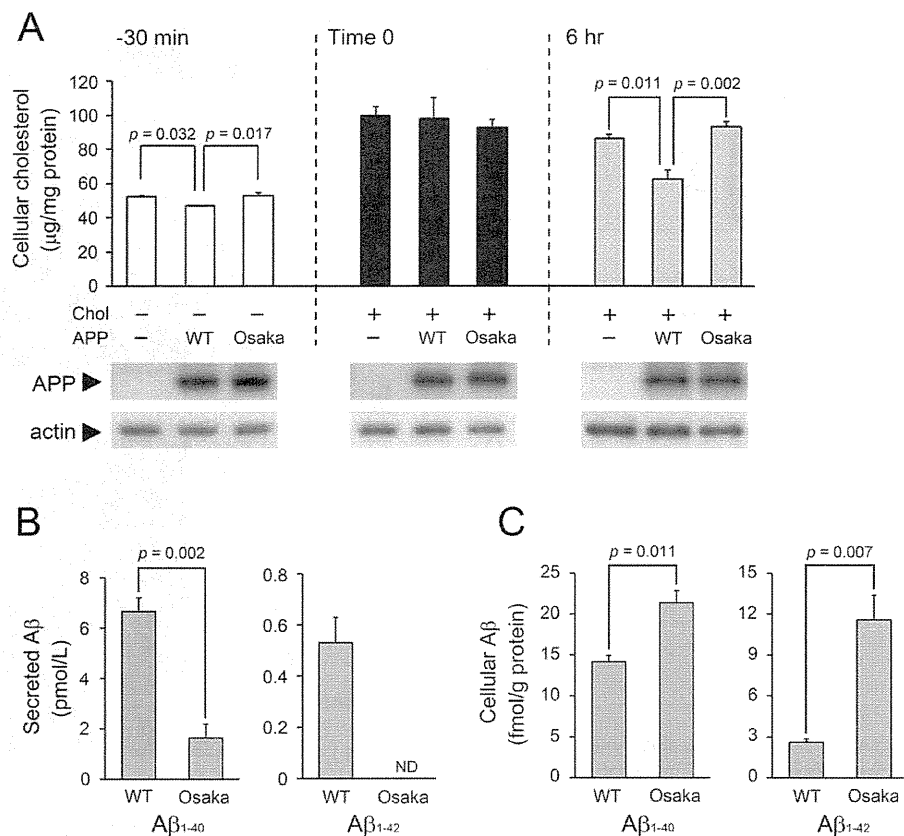 A
-30 min
Time 0
6 hr
Cellular cholesterol
(µg/mg protein)
120
100
80
60
40
20
0
p = 0.032
p = 0.017
p = 0.011
p = 0.002
Chol − − − + + + + + +
APP − WT Osaka − WT Osaka − WT Osaka
APP
actin
B
Secreted Aβ
(pmol/L)
8
6
4
2
0
p = 0.002
WT Osaka
Aβ1-40
0.8
0.6
0.4
0.2
0
ND
WT Osaka
Aβ1-42
C
Cellular Aβ
(fmol/g protein)
25
20
15
10
5
0
p = 0.011
WT Osaka
Aβ1-40
15
12
9
6
3
0
p = 0.007
WT Osaka
Aβ1-42